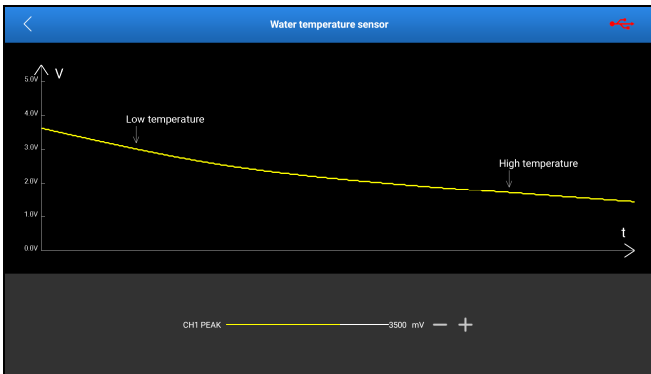 Water temperature sensor
V
5.0V
4.0V
Low temperature
3.0V
High temperature
2.0V
1.0V
t
0.0V
CH1 PEAK 3500 mV